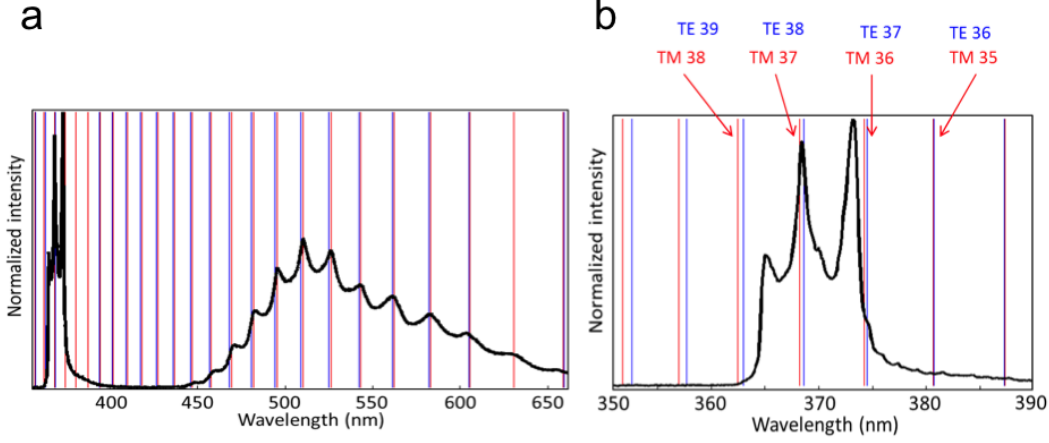 a
Normalized intensity
400 450 500 550 600 650
Wavelength (nm)
b
TE 39 TE 38 TE 37 TE 36
TM 38 TM 37 TM 36 TM 35
Normalized intensity
350 360 370 380 390
Wavelength (nm)